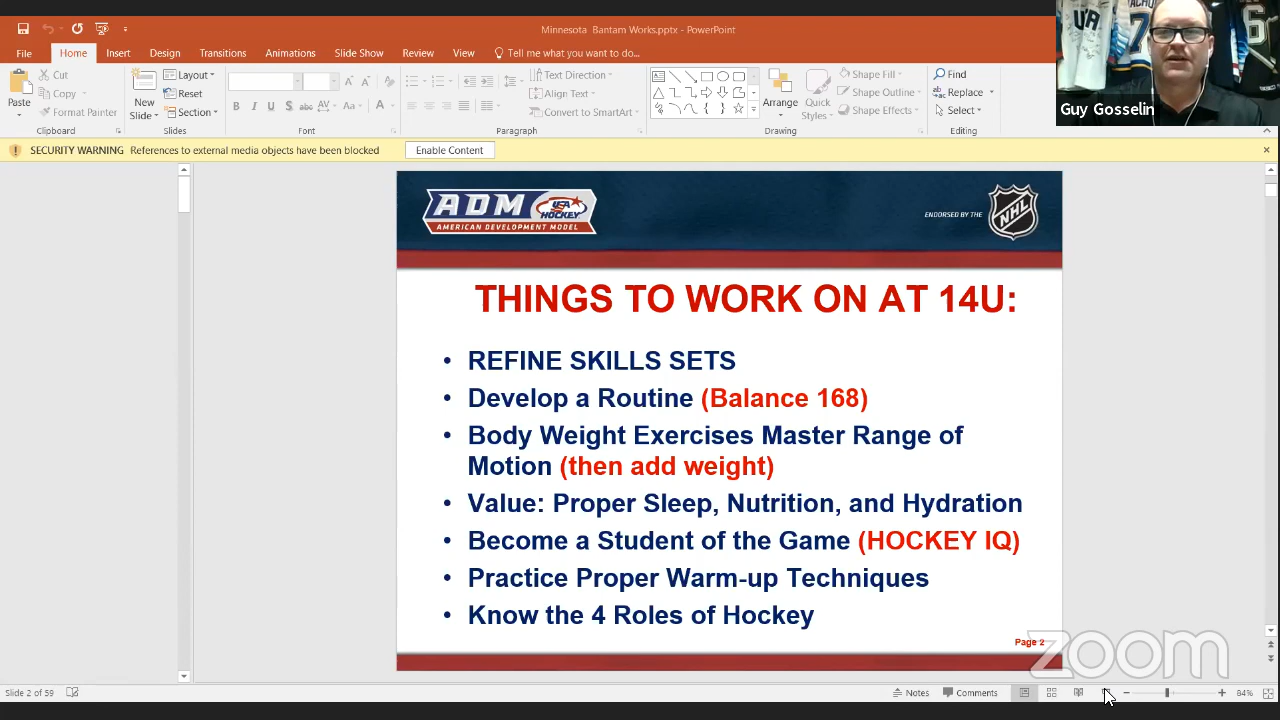 Minnesota Bantam Works.pptx - PowerPoint
File Home Insert Design Transitions Animations Slide Show Review View Tell me what you want to do...
Paste
Cut
Copy
Format Painter
Clipboard
New Slide
Layout
Reset
Section
Slides
B I U S abc AV Aa A
Font
Text Direction
Align Text
Convert to SmartArt
Paragraph
Arrange
Quick Styles
Shape Fill
Shape Outline
Shape Effects
Drawing
Find
Replace
Select
Editing
Guy Gosselin
SECURITY WARNING References to external media objects have been blocked Enable Content
ADM USA HOCKEY
AMERICAN DEVELOPMENT MODEL
ENDORSED BY THE NHL
THINGS TO WORK ON AT 14U:
• REFINE SKILLS SETS
• Develop a Routine (Balance 168)
• Body Weight Exercises Master Range of
Motion (then add weight)
• Value: Proper Sleep, Nutrition, and Hydration
• Become a Student of the Game (HOCKEY IQ)
• Practice Proper Warm-up Techniques
• Know the 4 Roles of Hockey
Page 2
zoom
Slide 2 of 59 Notes Comments 84%